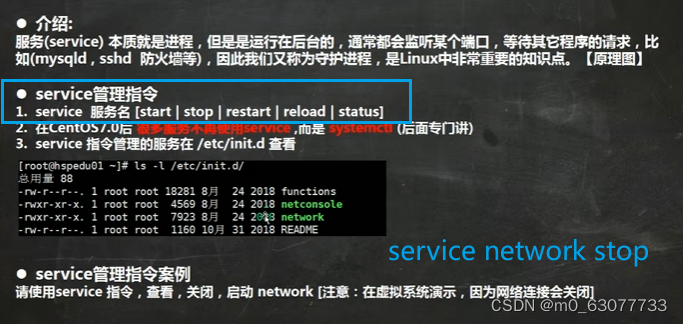 ● 介绍:
服务(service) 本质就是进程,但是是运行在后台的,通常都会监听某个端口,等待其它程序的请求,比
如(mysqld , sshd 防火墙等),因此我们又称为守护进程,是Linux中非常重要的知识点。【原理图】
● service管理指令
1. service 服务名 [start | stop | restart | reload | status]
2. 在CentOS7.0后 很多服务不再使用service ,而是 systemctl (后面专门讲)
3. service 指令管理的服务在 /etc/init.d 查看
[root@hspedu01 ~]# ls -l /etc/init.d/
总用量 88
-rw-r--r--. 1 root root 18281 8月 24 2018 functions
-rwxr-xr-x. 1 root root 4569 8月 24 2018 netconsole
-rwxr-xr-x. 1 root root 7923 8月 24 2018 network
-rw-r--r--. 1 root root 1160 10月 31 2018 README
service network stop
● service管理指令案例
请使用service 指令,查看,关闭,启动 network [注意:在虚拟系统演示,因为网络连接会关闭]
CSDN @m0_63077733